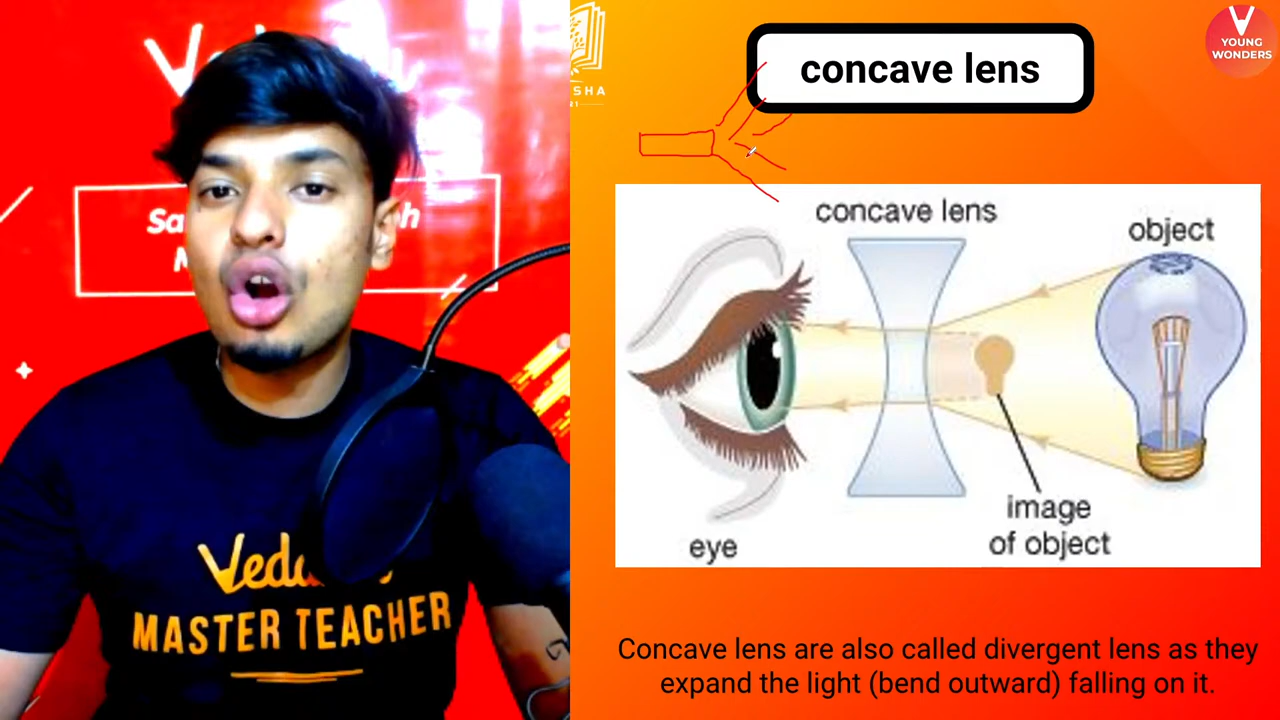 concave lens
YOUNG
WONDERS
concave lens
object
image
of object
eye
Concave lens are also called divergent lens as they
expand the light (bend outward) falling on it.
MASTER TEACHER